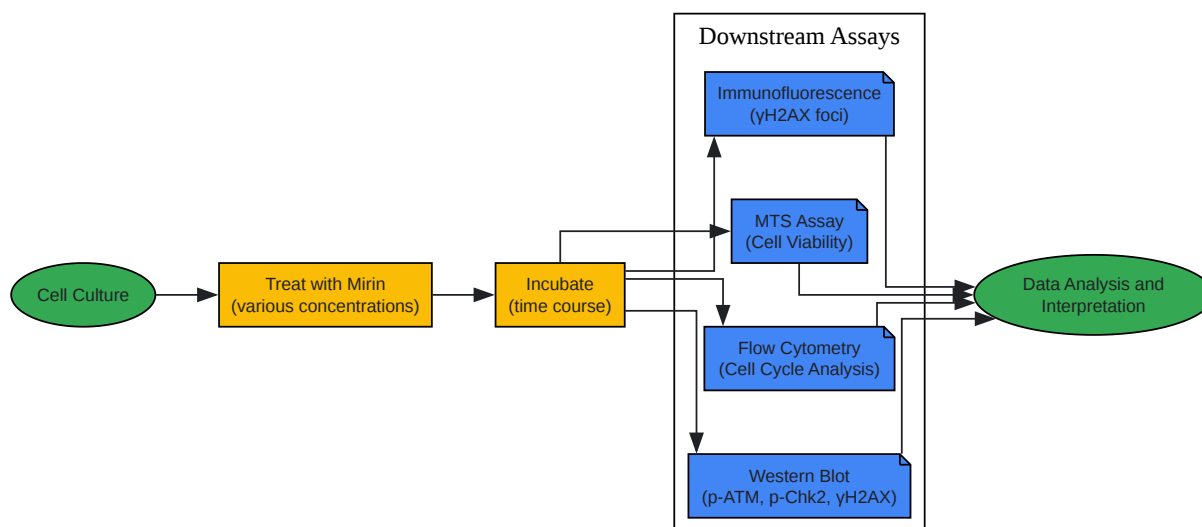 Downstream Assays
Immunofluorescence
(γH2AX foci)
MTS Assay
(Cell Viability)
Cell Culture
Treat with Mirin
(various concentrations)
Incubate
(time course)
Data Analysis and
Interpretation
Flow Cytometry
(Cell Cycle Analysis)
Western Blot
(p-ATM, p-Chk2, γH2AX)